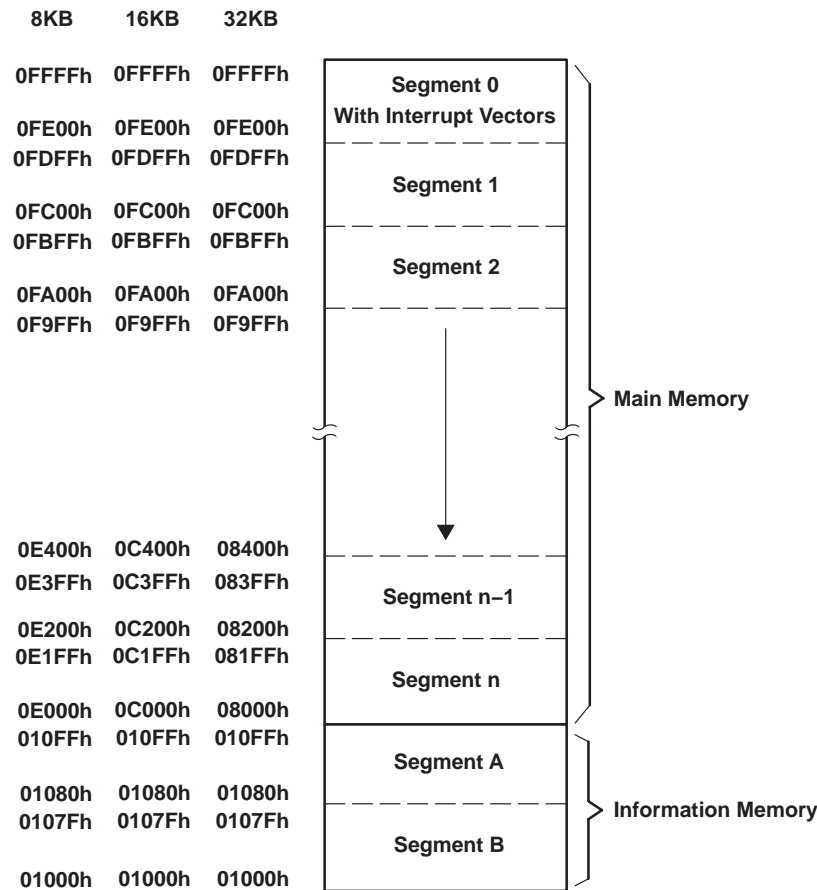 8KB 16KB 32KB
0FFFFh 0FFFFh 0FFFFh
Segment 0
With Interrupt Vectors
0FE00h 0FE00h 0FE00h
0FDFFh 0FDFFh 0FDFFh
Segment 1
0FC00h 0FC00h 0FC00h
0FBFFh 0FBFFh 0FBFFh
Segment 2
0FA00h 0FA00h 0FA00h
0F9FFh 0F9FFh 0F9FFh
Main Memory
0E400h 0C400h 08400h
0E3FFh 0C3FFh 083FFh
Segment n–1
0E200h 0C200h 08200h
0E1FFh 0C1FFh 081FFh
Segment n
0E000h 0C000h 08000h
010FFh 010FFh 010FFh
Segment A
01080h 01080h 01080h
Information Memory
0107Fh 0107Fh 0107Fh
Segment B
01000h 01000h 01000h